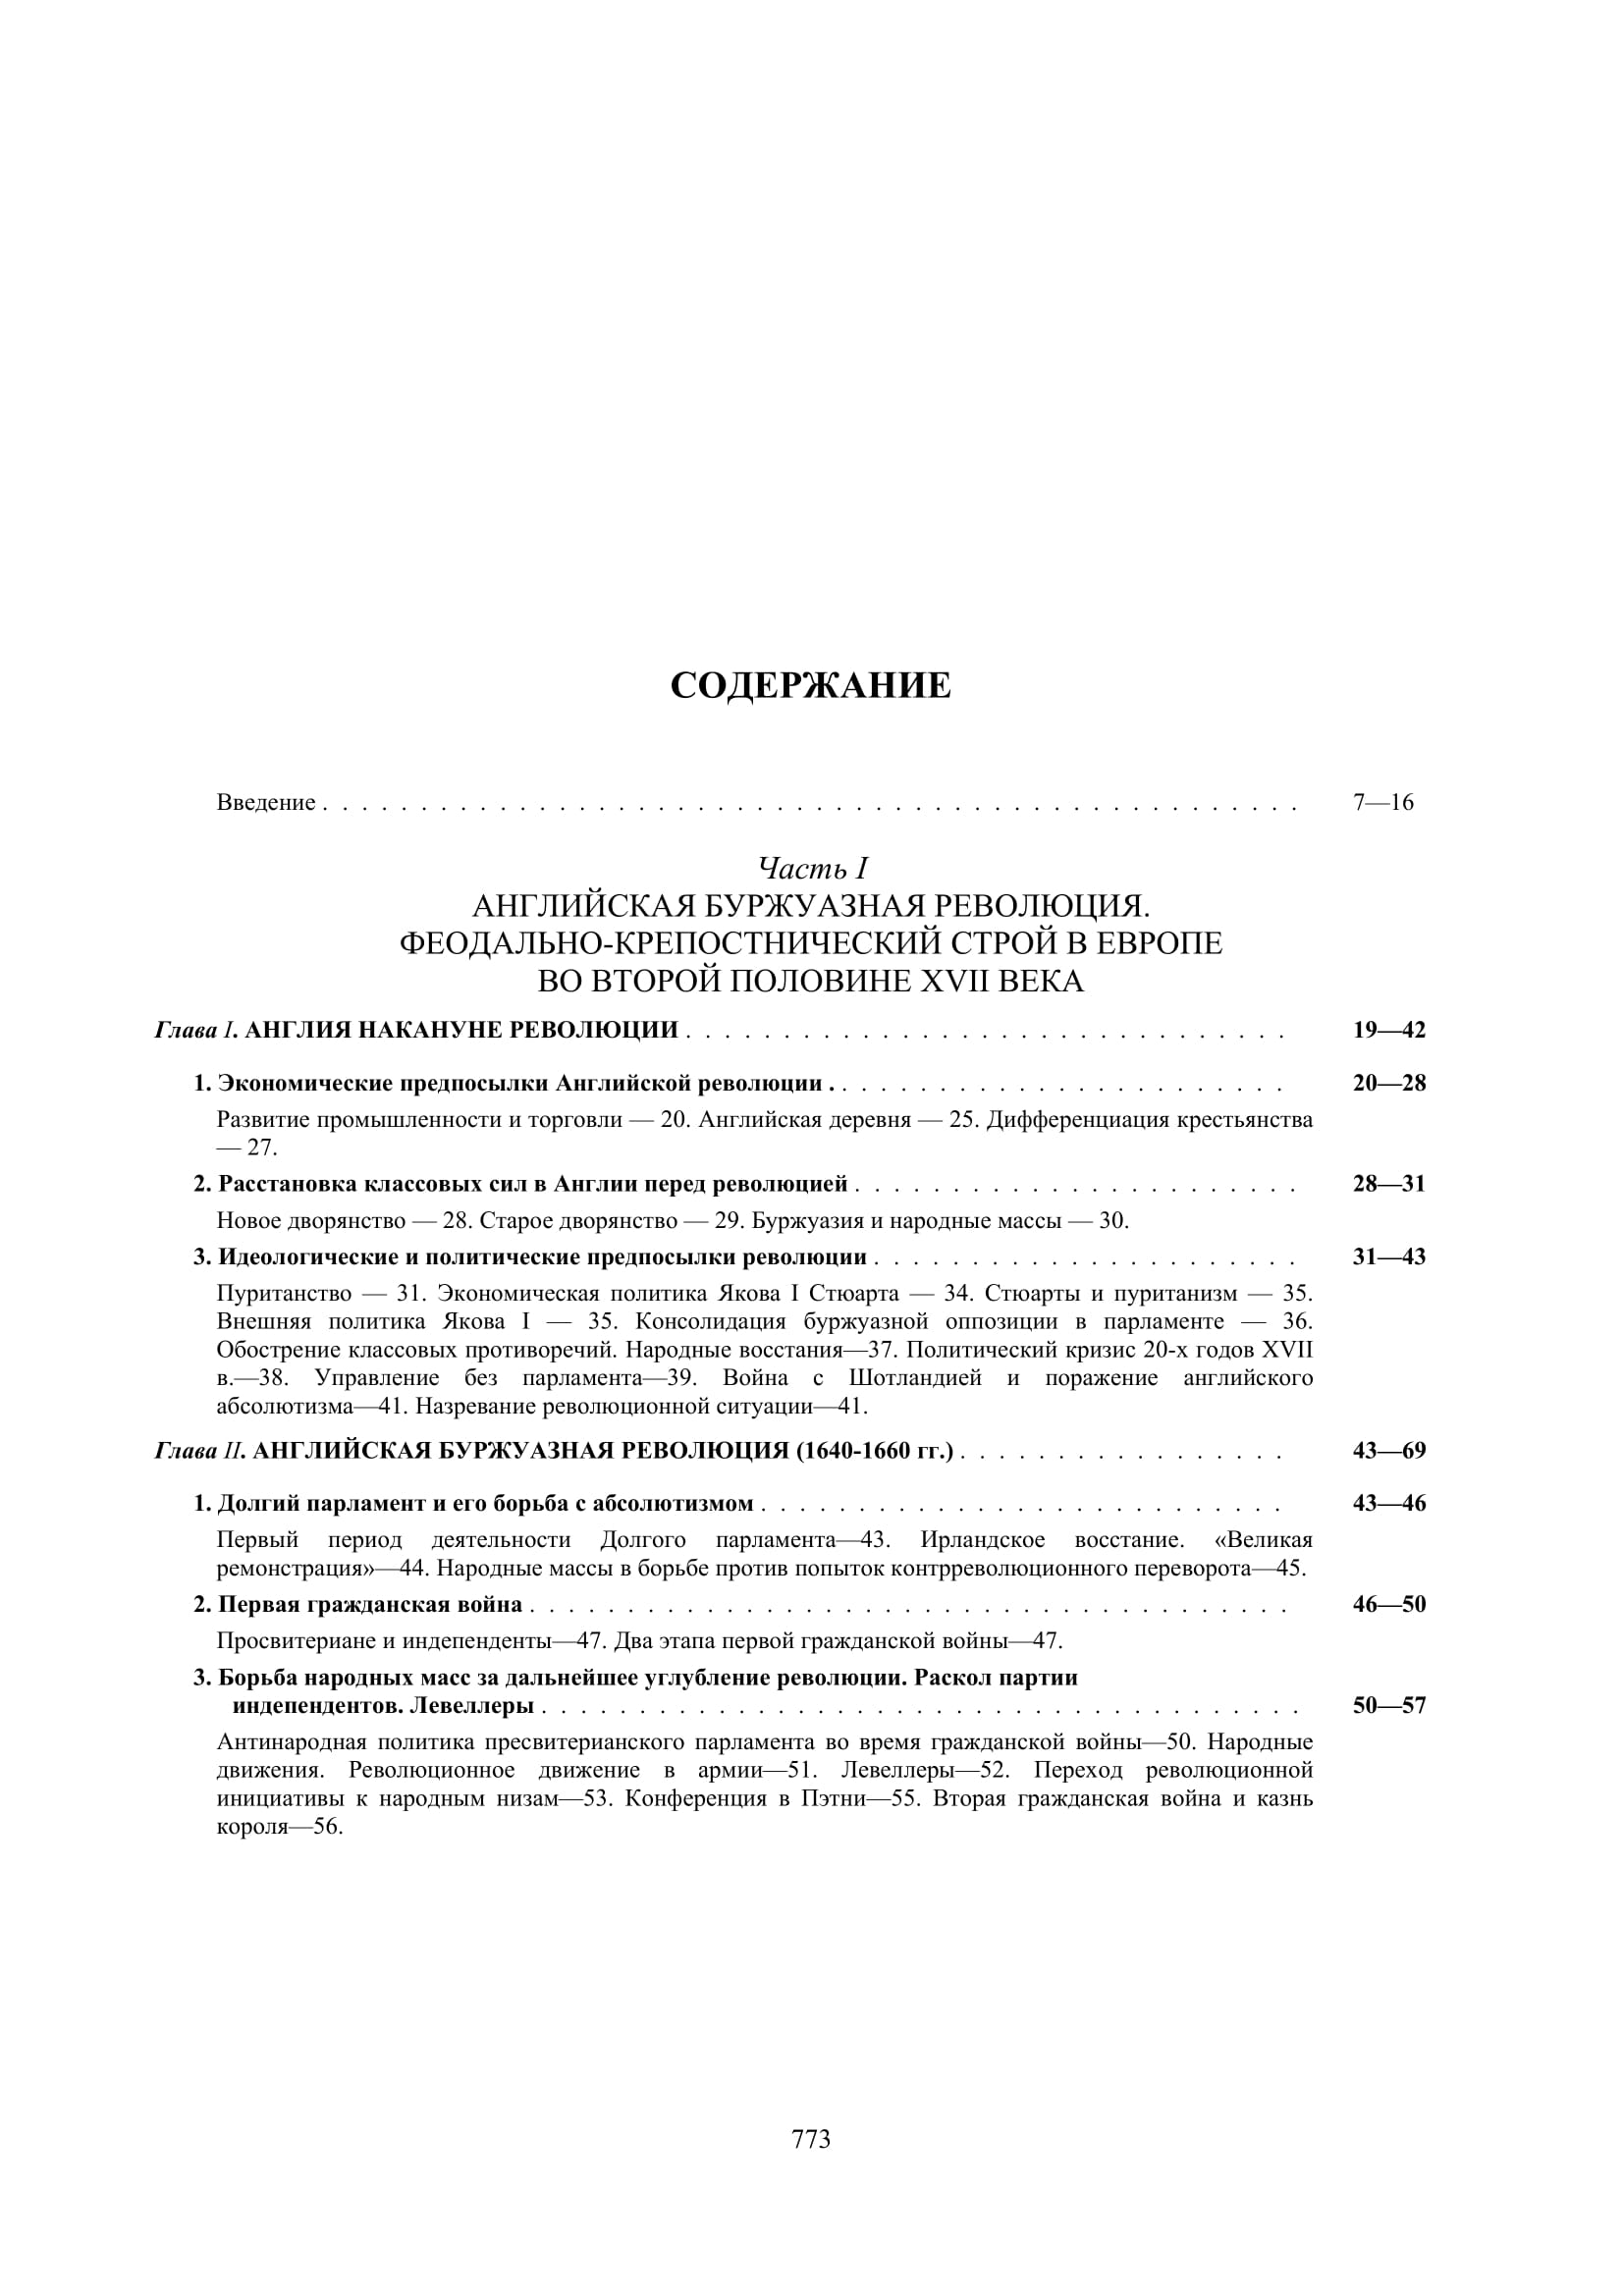 СОДЕРЖАНИЕ
Введение . . . . . . . . . . . . . . . . . . . . . . . . . . . . . . . . . . . . . . . . . . . . . . . . . . 7—16
Часть I
АНГЛИЙСКАЯ БУРЖУАЗНАЯ РЕВОЛЮЦИЯ.
ФЕОДАЛЬНО-КРЕПОСТНИЧЕСКИЙ СТРОЙ В ЕВРОПЕ
ВО ВТОРОЙ ПОЛОВИНЕ XVII ВЕКА
Глава I. АНГЛИЯ НАКАНУНЕ РЕВОЛЮЦИИ . . . . . . . . . . . . . . . . . . . . . . . . . . . . . . . 19—42
1. Экономические предпосылки Английской революции . . . . . . . . . . . . . . . . . . . . . . . . 20—28
Развитие промышленности и торговли — 20. Английская деревня — 25. Дифференциация крестьянства
— 27.
2. Расстановка классовых сил в Англии перед революцией . . . . . . . . . . . . . . . . . . . . . . . 28—31
Новое дворянство — 28. Старое дворянство — 29. Буржуазия и народные массы — 30.
3. Идеологические и политические предпосылки революции . . . . . . . . . . . . . . . . . . . . . . 31—43
Пуританство — 31. Экономическая политика Якова I Стюарта — 34. Стюарты и пуританизм — 35.
Внешняя политика Якова I — 35. Консолидация буржуазной оппозиции в парламенте — 36.
Обострение классовых противоречий. Народные восстания—37. Политический кризис 20-х годов XVII
в.—38. Управление без парламента—39. Война с Шотландией и поражение английского
абсолютизма—41. Назревание революционной ситуации—41.
Глава II. АНГЛИЙСКАЯ БУРЖУАЗНАЯ РЕВОЛЮЦИЯ (1640-1660 гг.) . . . . . . . . . . . . . . . . . 43—69
1. Долгий парламент и его борьба с абсолютизмом . . . . . . . . . . . . . . . . . . . . . . . . . . . 43—46
Первый период деятельности Долгого парламента—43. Ирландское восстание. «Великая
ремонстрация»—44. Народные массы в борьбе против попыток контрреволюционного переворота—45.
2. Первая гражданская война . . . . . . . . . . . . . . . . . . . . . . . . . . . . . . . . . . . . . . . 46—50
Просвитериане и индепенденты—47. Два этапа первой гражданской войны—47.
3. Борьба народных масс за дальнейшее углубление революции. Раскол партии
индепендентов. Левеллеры . . . . . . . . . . . . . . . . . . . . . . . . . . . . . . . . . . . . . . . 50—57
Антинародная политика пресвитерианского парламента во время гражданской войны—50. Народные
движения. Революционное движение в армии—51. Левеллеры—52. Переход революционной
инициативы к народным низам—53. Конференция в Пэтни—55. Вторая гражданская война и казнь
короля—56.
773